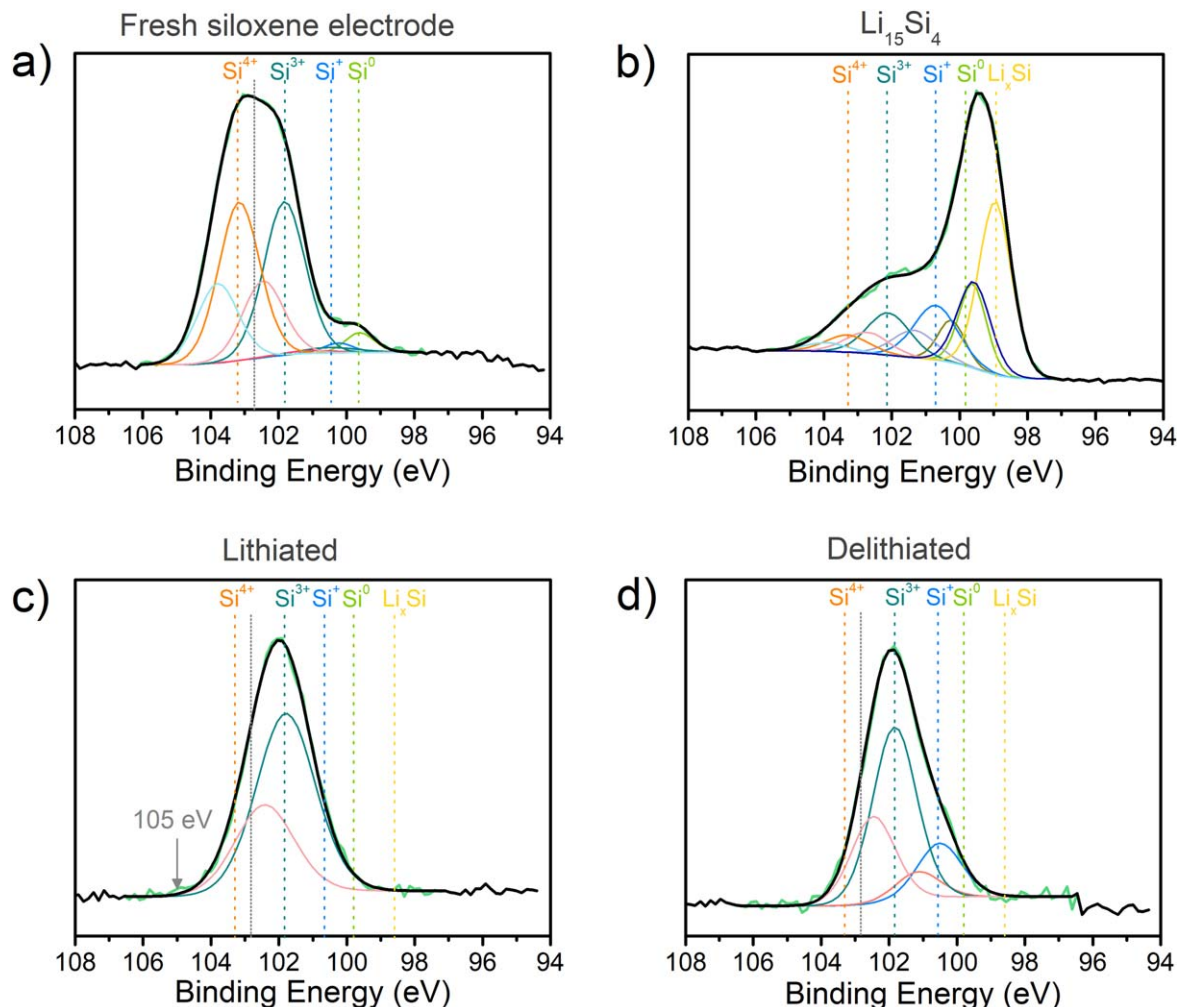 Fresh siloxene electrode
a)
Si⁴⁺ Si³⁺ Si⁺ Si⁰
108 106 104 102 100 98 96 94
Binding Energy (eV)
Li₁₅Si₄
b)
Si⁴⁺ Si³⁺ Si⁺ Si⁰ LiₓSi
108 106 104 102 100 98 96 94
Binding Energy (eV)
Lithiated
c)
Si⁴⁺ Si³⁺ Si⁺ Si⁰ LiₓSi
105 eV
108 106 104 102 100 98 96 94
Binding Energy (eV)
Delithiated
d)
Si⁴⁺ Si³⁺ Si⁺ Si⁰ LiₓSi
108 106 104 102 100 98 96 94
Binding Energy (eV)